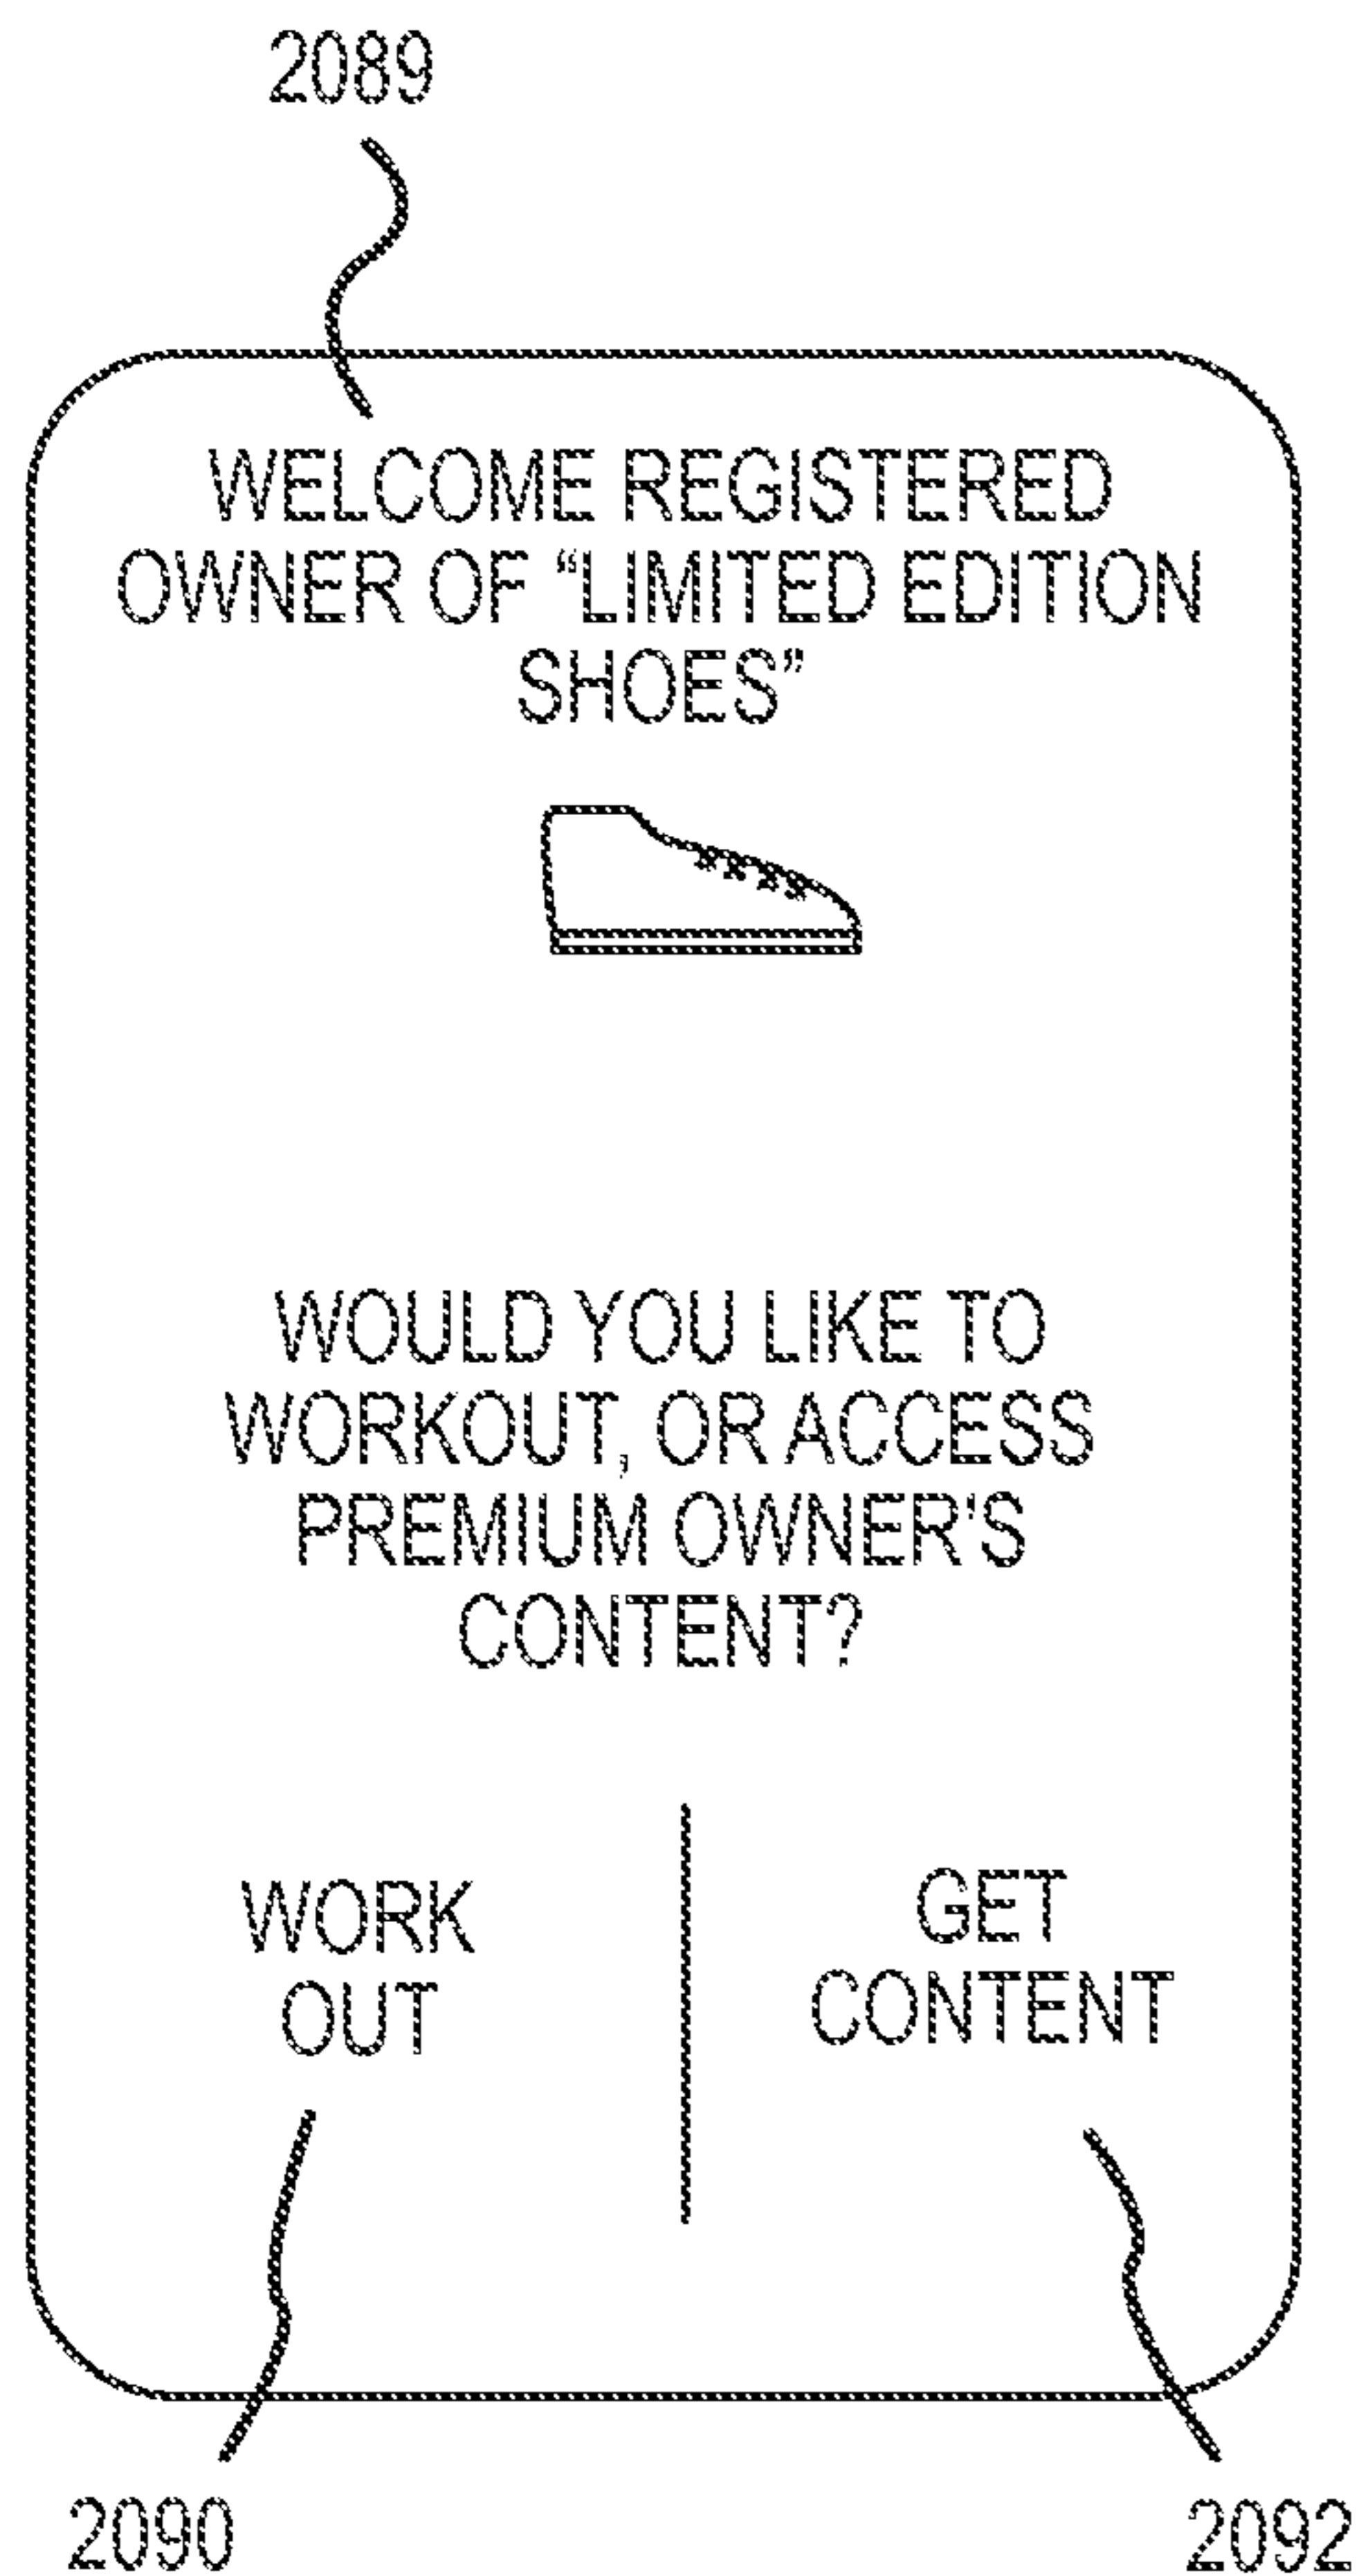 2089
WELCOME REGISTERED
OWNER OF “LIMITED EDITION
SHOES”
WOULD YOU LIKE TO
WORKOUT, OR ACCESS
PREMIUM OWNER'S
CONTENT?
WORK
OUT
GET
CONTENT
2090
2092